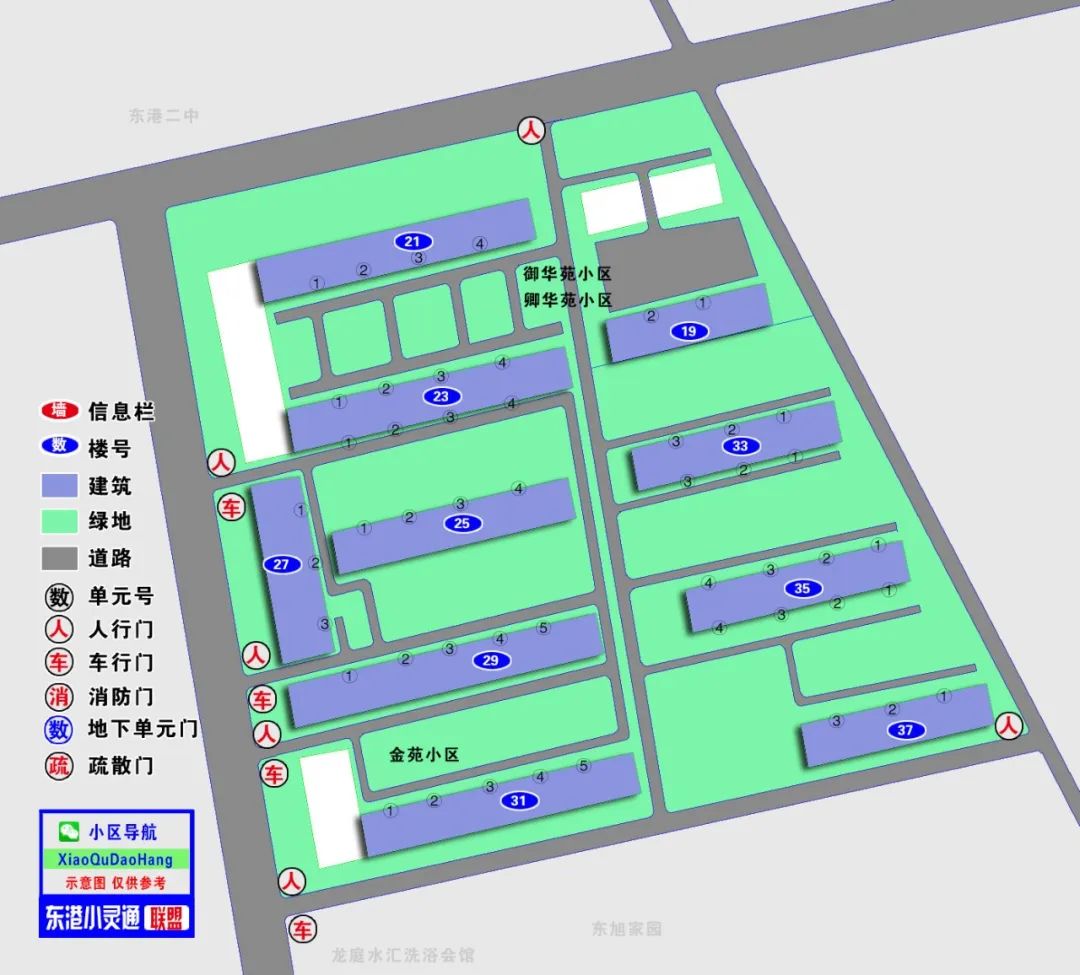 东港二中
人
21
1
2
3
4
御华苑小区
卿华苑小区
2
1
19
1
2
3
4
23
1
2
3
4
3
2
1
33
3
2
1
人
车
1
2
3
27
1
2
3
4
25
4
3
2
1
35
4
3
2
1
人
车
人
1
2
3
4
5
29
3
2
1
37
人
金苑小区
车
1
2
3
4
5
31
人
车
墙 信息栏
数 楼号
建筑
绿地
道路
数 单元号
人 人行门
车 车行门
消 消防门
数 地下单元门
疏 疏散门
小区导航
XiaoQuDaoHang
示意图 仅供参考
东港小灵通 联盟
东旭家园
龙庭水汇洗浴会馆